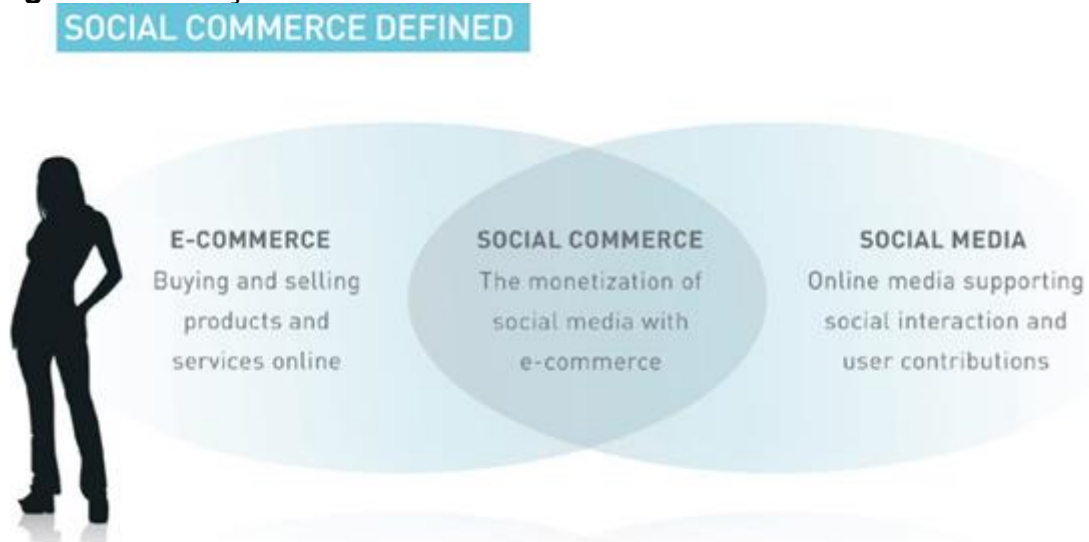 SOCIAL COMMERCE DEFINED
E-COMMERCE
Buying and selling
products and
services online
SOCIAL COMMERCE
The monetization of
social media with
e-commerce
SOCIAL MEDIA
Online media supporting
social interaction and
user contributions